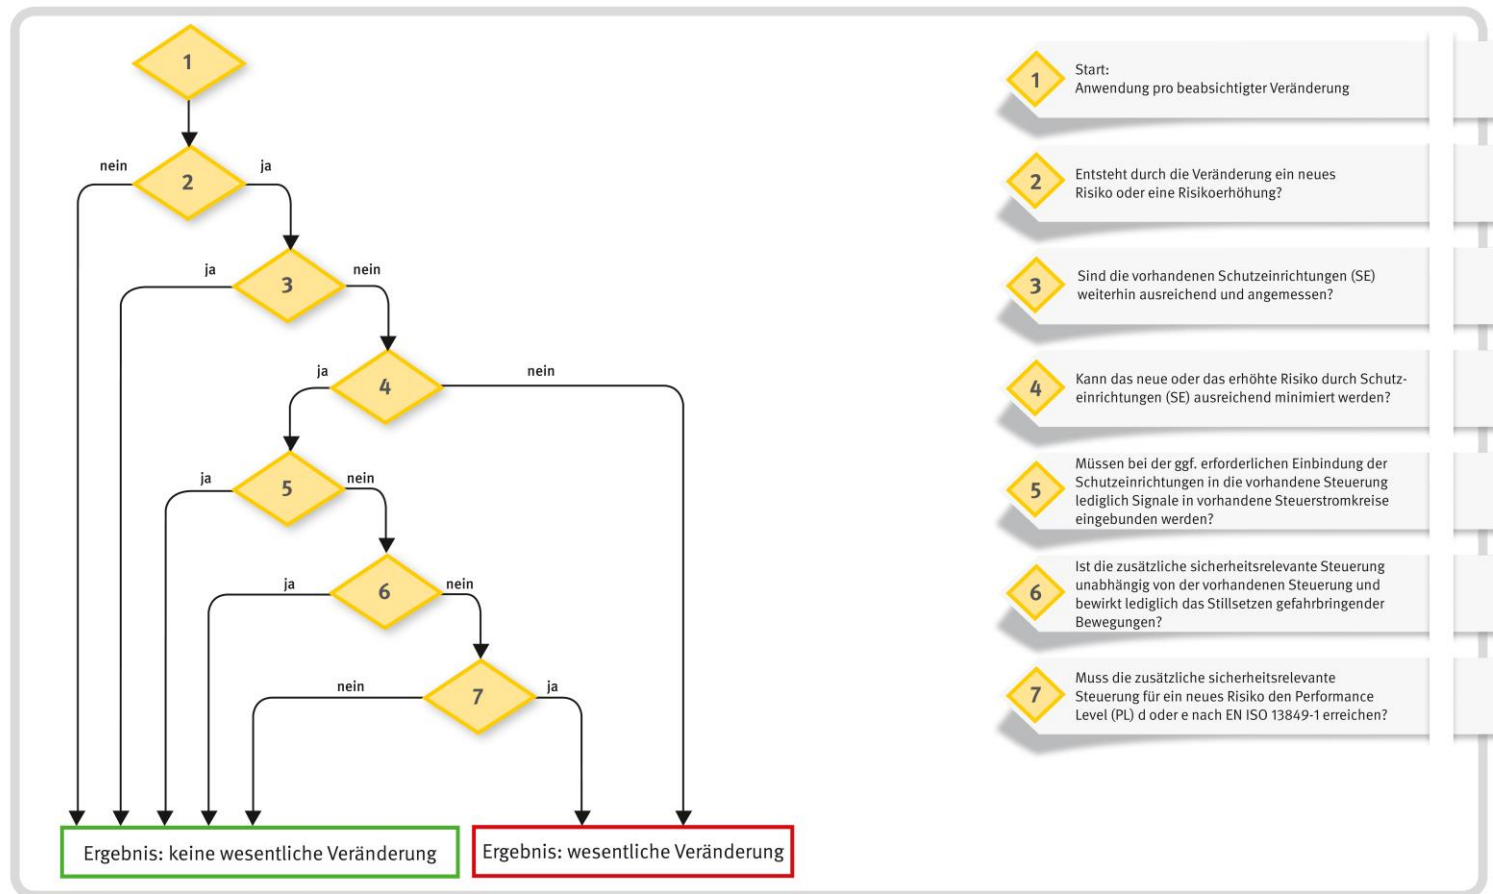 1
nein
2
ja
ja
3
nein
ja
4
nein
ja
5
nein
ja
6
nein
nein
7
ja
Ergebnis: keine wesentliche Veränderung
Ergebnis: wesentliche Veränderung
1
Start:
Anwendung pro beabsichtigter Veränderung
2
Entsteht durch die Veränderung ein neues
Risiko oder eine Risikoerhöhung?
3
Sind die vorhandenen Schutzeinrichtungen (SE)
weiterhin ausreichend und angemessen?
4
Kann das neue oder das erhöhte Risiko durch Schutz-
einrichtungen (SE) ausreichend minimiert werden?
5
Müssen bei der ggf. erforderlichen Einbindung der
Schutzeinrichtungen in die vorhandene Steuerung
lediglich Signale in vorhandene Steuerstromkreise
eingebunden werden?
6
Ist die zusätzliche sicherheitsrelevante Steuerung
unabhängig von der vorhandenen Steuerung und
bewirkt lediglich das Stillsetzen gefahrbringender
Bewegungen?
7
Muss die zusätzliche sicherheitsrelevante
Steuerung für ein neues Risiko den Performance
Level (PL) d oder e nach EN ISO 13849-1 erreichen?